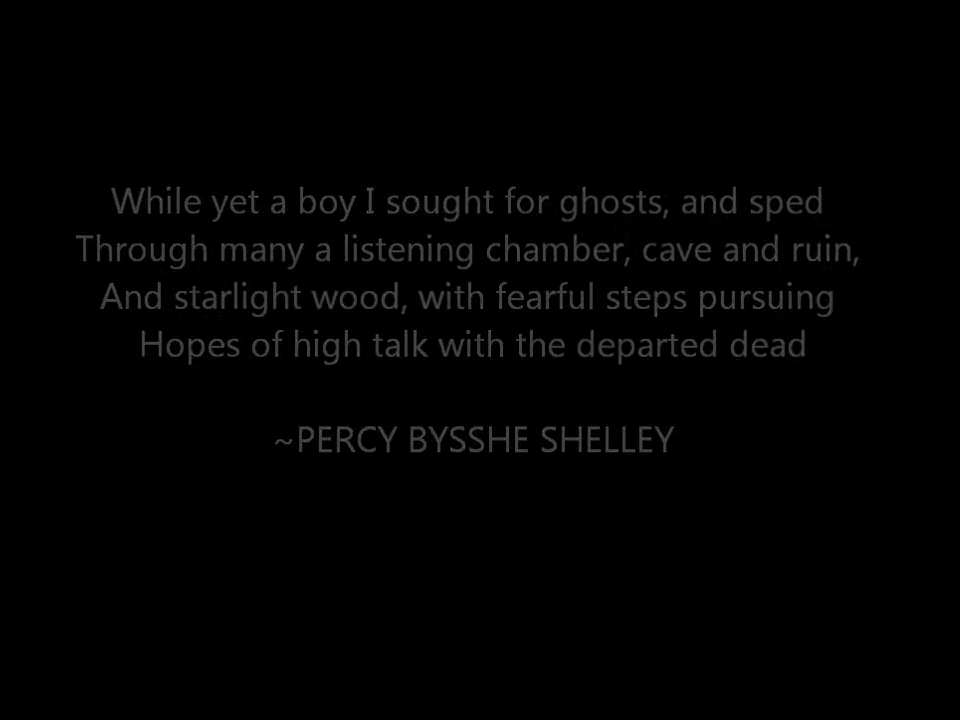 While yet a boy I sought for ghosts, and sped
Through many a listening chamber, cave and ruin,
And starlight wood, with fearful steps pursuing
Hopes of high talk with the departed dead
~PERCY BYSSHE SHELLEY